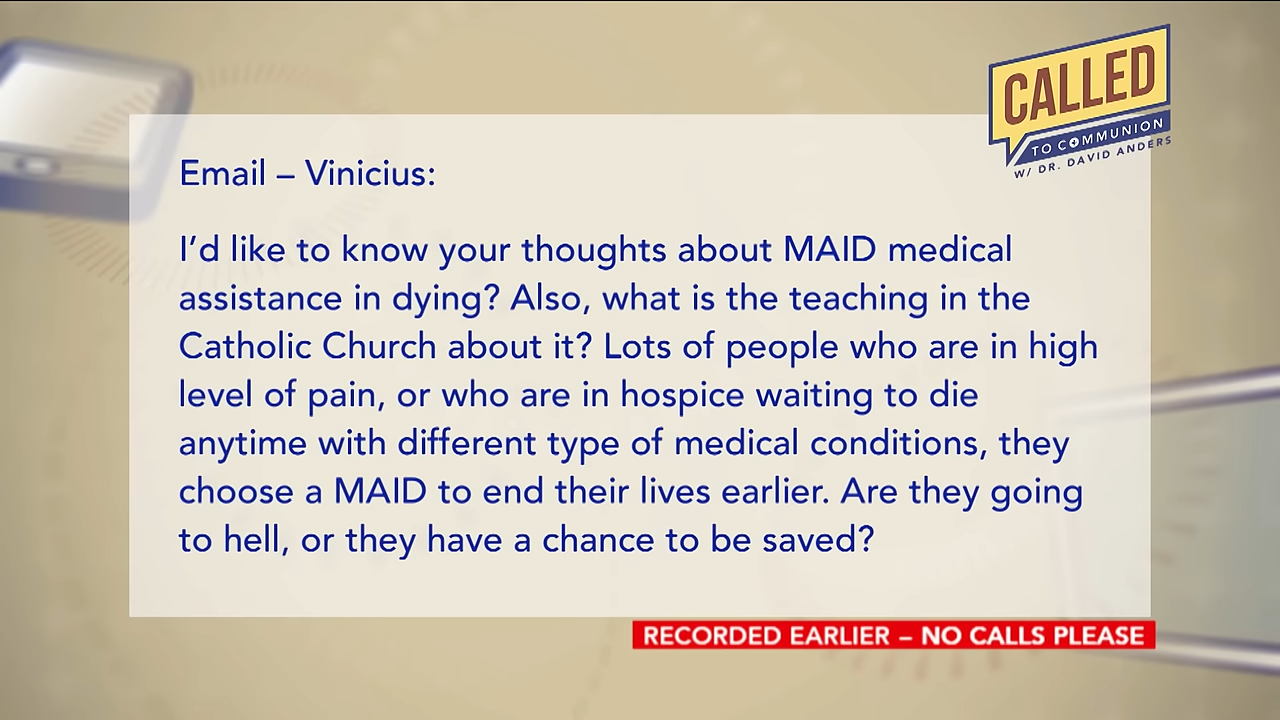 CALLED
TO COMMUNION
W/ DR. DAVID ANDERS
Email – Vinicius:
I’d like to know your thoughts about MAID medical
assistance in dying? Also, what is the teaching in the
Catholic Church about it? Lots of people who are in high
level of pain, or who are in hospice waiting to die
anytime with different type of medical conditions, they
choose a MAID to end their lives earlier. Are they going
to hell, or they have a chance to be saved?
RECORDED EARLIER – NO CALLS PLEASE